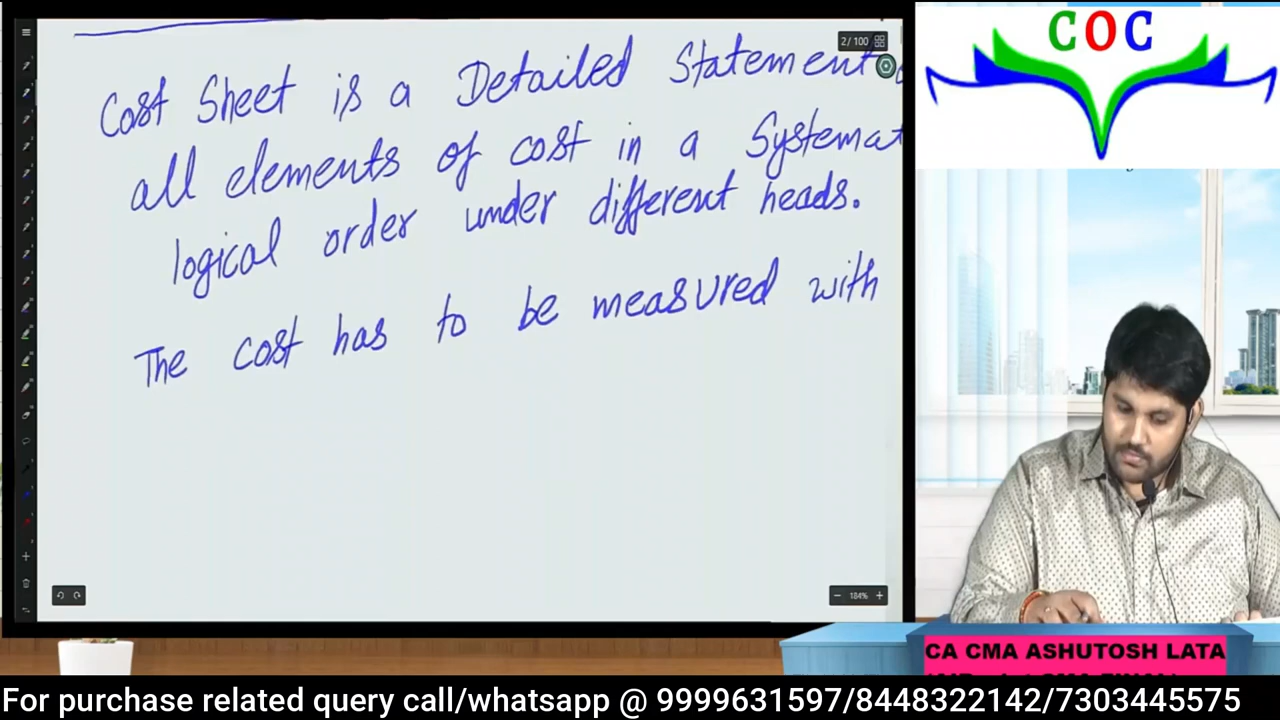 2/100
Cost Sheet is a Detailed Statement
all elements of cost in a Systemat
logical order under different heads.
The cost has to be measured with
184%
COC
CA CMA ASHUTOSH LATA
For purchase related query call/whatsapp @ 9999631597/8448322142/7303445575